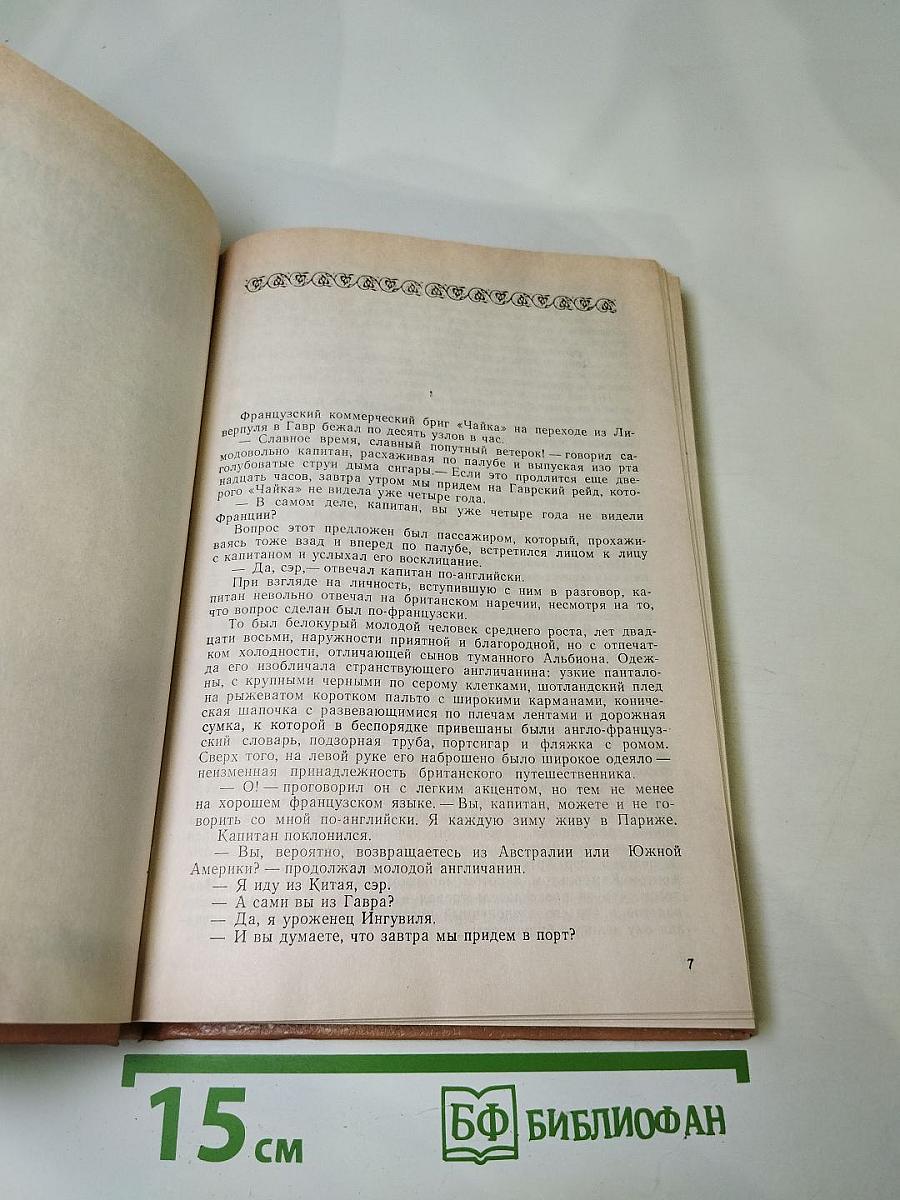 I
Французский коммерческий бриг «Чайка» на переходе из Ли-
верпуля в Гавр бежал по десять узлов в час.
— Славное время, славный попутный ветерок! — говорил са-
модовольно капитан, расхаживая по палубе и выпуская изо рта
голубоватые струи дыма сигары.— Если это продлится еще две-
надцать часов, завтра утром мы придем на Гаврский рейд, кото-
рого «Чайка» не видела уже четыре года.
— В самом деле, капитан, вы уже четыре года не видели
Франции?
Вопрос этот предложен был пассажиром, который, прохажи-
ваясь тоже взад и вперед по палубе, встретился лицом к лицу
с капитаном и услыхал его восклицание.
— Да, сэр,— отвечал капитан по-английски.
При взгляде на личность, вступившую с ним в разговор, ка-
питан невольно отвечал на британском наречии, несмотря на то,
что вопрос сделан был по-французски.
То был белокурый молодой человек среднего роста, лет двад-
цати восьми, наружности приятной и благородной, но с отпечат-
ком холодности, отличающей сынов туманного Альбиона. Одеж-
да его изобличала странствующего англичанина: узкие пантало-
ны, с крупными черными по серому клетками, шотландский плед
на рыжеватом коротком пальто с широкими карманами, кониче-
ская шапочка с развевающимися по плечам лентами и дорожная
сумка, к которой в беспорядке привешаны были англо-француз-
ский словарь, подзорная труба, портсигар и фляжка с ромом.
Сверх того, на левой руке его наброшено было широкое одеяло —
неизменная принадлежность британского путешественника.
— О! — проговорил он с легким акцентом, но тем не менее
на хорошем французском языке. — Вы, капитан, можете и не го-
ворить со мной по-английски. Я каждую зиму живу в Париже.
Капитан поклонился.
— Вы, вероятно, возвращаетесь из Австралии или Южной
Америки? — продолжал молодой англичанин.
— Я иду из Китая, сэр.
— А сами вы из Гавра?
— Да, я уроженец Ингувиля.
— И вы думаете, что завтра мы придем в порт?
7
15 см
БФ БИБЛИОФАН